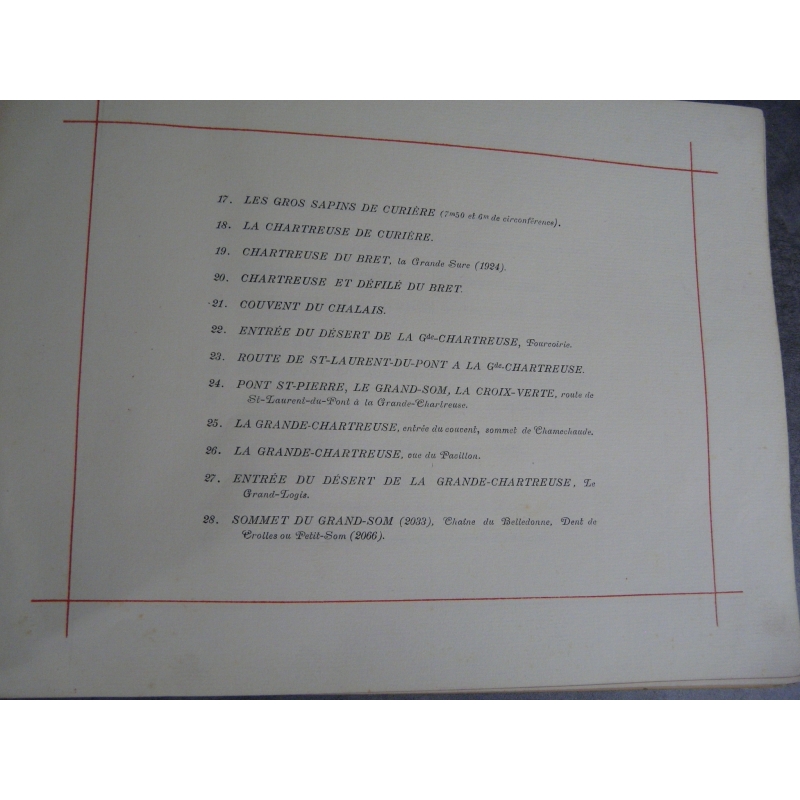 17. LES GROS SAPINS DE CURIÈRE (7m50 et 6m de circonférence).
18. LA CHARTREUSE DE CURIÈRE.
19. CHARTREUSE DU BRET, la Grande Sure (1924).
20. CHARTREUSE ET DÉFILÉ DU BRET.
21. COUVENT DU CHALAIS.
22. ENTRÉE DU DÉSERT DE LA Gde-CHARTREUSE, Fourvoirie.
23. ROUTE DE ST-LAURENT-DU-PONT A LA Gde-CHARTREUSE.
24. PONT ST-PIERRE, LE GRAND-SOM, LA CROIX-VERTE, route de
St-Laurent-du-Pont à la Grande-Chartreuse.
25. LA GRANDE-CHARTREUSE, entrée du couvent, sommet de Chamechaude.
26. LA GRANDE-CHARTREUSE, vue du Pavillon.
27. ENTRÉE DU DÉSERT DE LA GRANDE-CHARTREUSE, Le
Grand-Logis.
28. SOMMET DU GRAND-SOM (2033), Chaîne du Belledonne, Dent de
Crolles ou Petit-Som (2066).